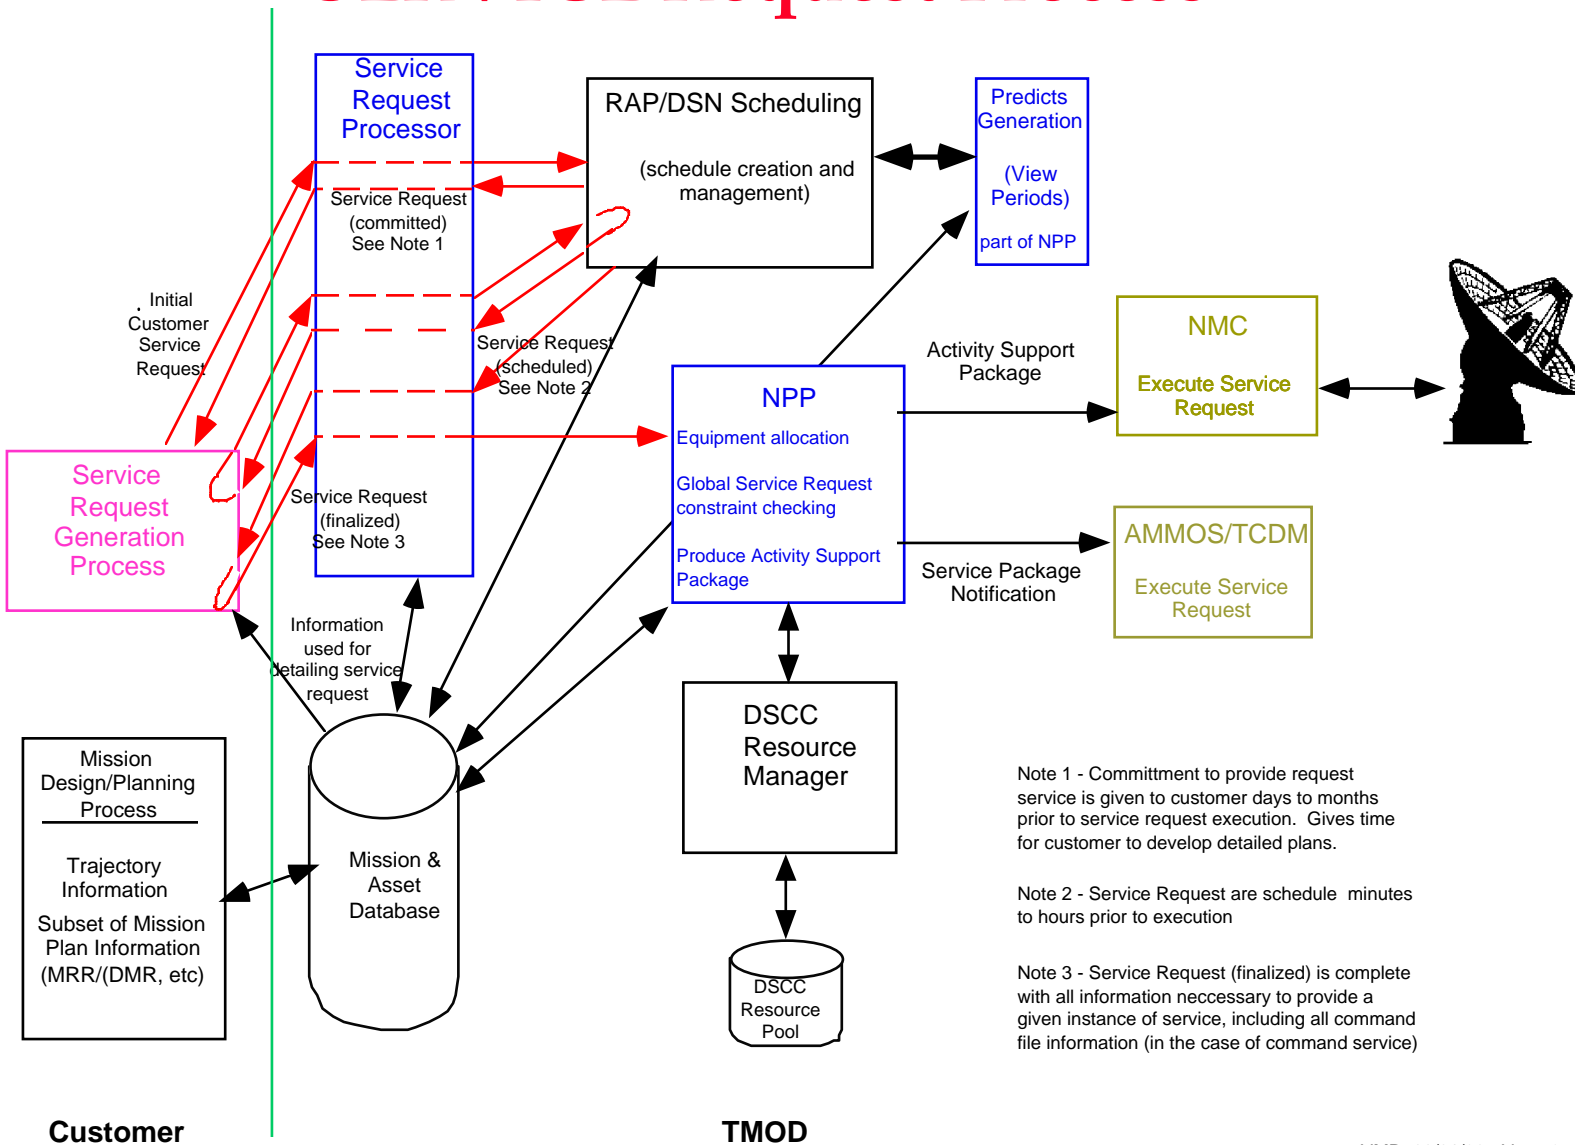 Request Process
Service
Request
Processor
RAP/DSN Scheduling
(schedule creation and
management)
Predicts
Generation
(View
Periods)
part of NPP
Service Request
(committed)
See Note 1
Initial
Customer
Service
Request
Service Request
(scheduled)
See Note 2
Activity Support
Package
NMC
Execute Service
Request
NPP
Equipment allocation
Global Service Request
constraint checking
Produce Activity Support
Package
Service
Request
Generation
Process
Service Request
(finalized)
See Note 3
AMMOS/TCDM
Execute Service
Request
Service Package
Notification
Information
used for
detailing service
request
Mission
Design/Planning
Process
Trajectory
Information
Subset of Mission
Plan Information
(MRR/(DMR, etc)
Mission &
Asset
Database
DSCC
Resource
Manager
DSCC
Resource
Pool
Note 1 - Committment to provide request
service is given to customer days to months
prior to service request execution.  Gives time
for customer to develop detailed plans.
Note 2 - Service Request are schedule  minutes
to hours prior to execution
Note 3 - Service Request (finalized) is complete
with all information neccessary to provide a
given instance of service, including all command
file information (in the case of command service)
Customer
TMOD